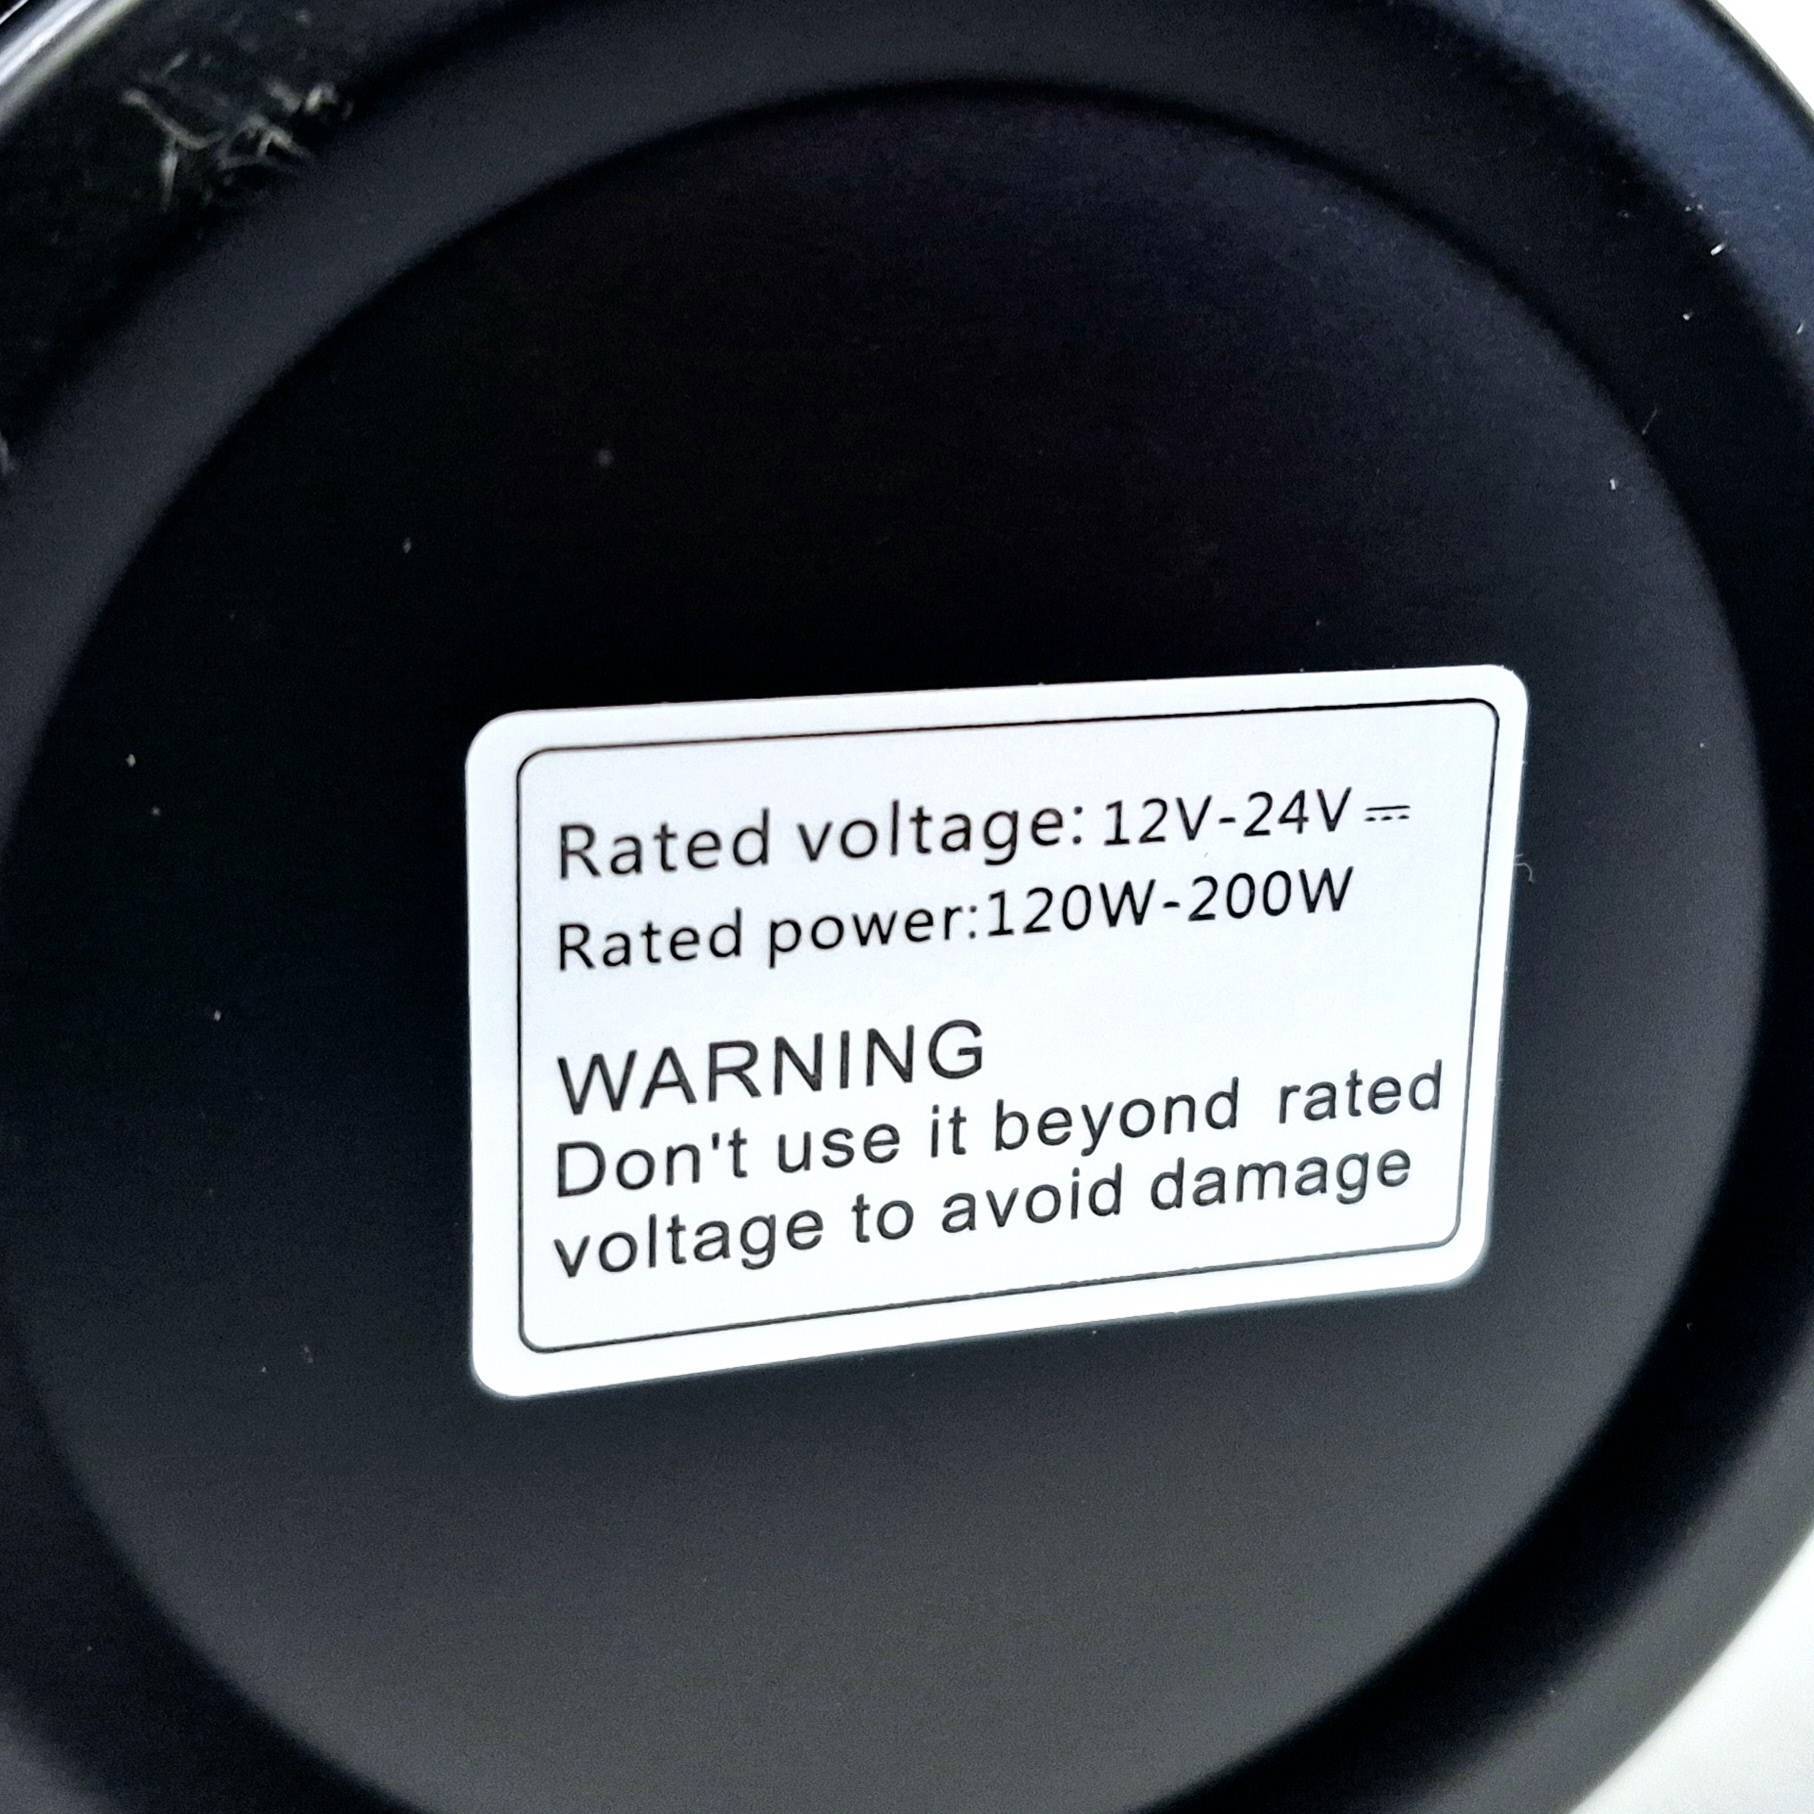 Rated voltage: 12V-24V⎓
Rated power:120W-200W
WARNING
Don't use it beyond rated
voltage to avoid damage